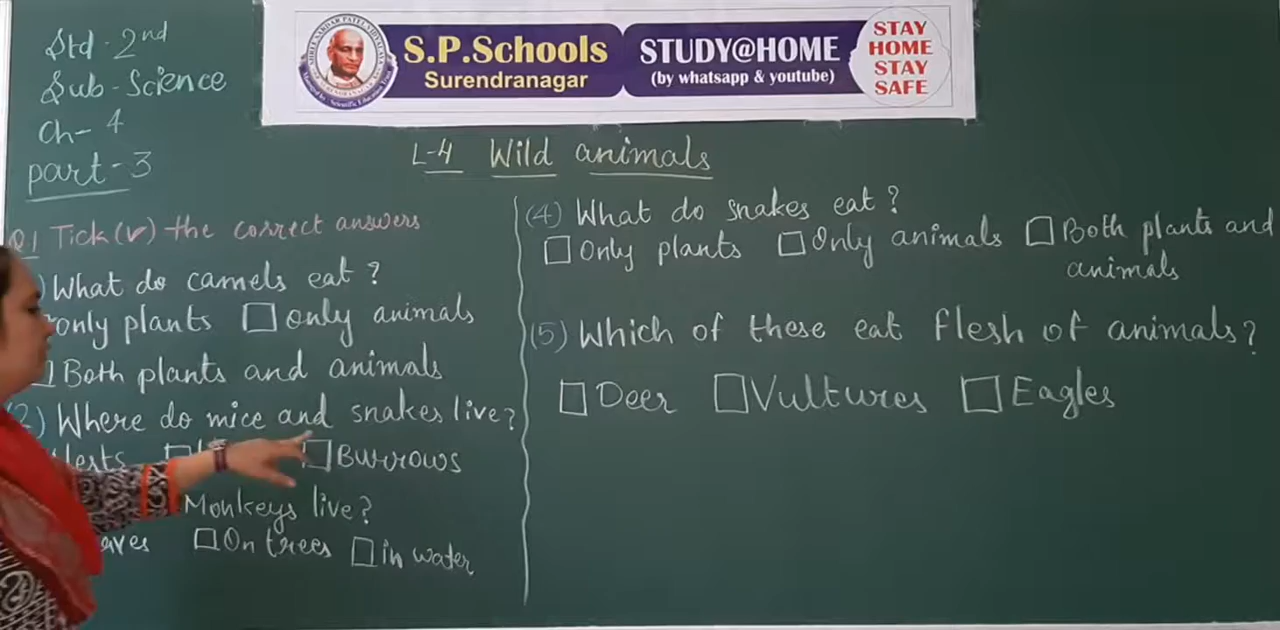 Std - 2nd
Sub - Science
Ch - 4
part - 3
S.P.Schools
Surendranagar
STUDY@HOME
(by whatsapp & youtube)
STAY
HOME
STAY
SAFE
L-4 Wild animals
Q1 Tick (✓) the correct answers
What do camels eat ?
only plants □ only animals
□ Both plants and animals
(2) Where do mice and snakes live?
□ Burrows
Monkeys live?
□ On trees □ in water
(4) What do snakes eat ?
□ Only plants □ Only animals □ Both plants and
animals
(5) Which of these eat flesh of animals?
□ Deer □ Vultures □ Eagles